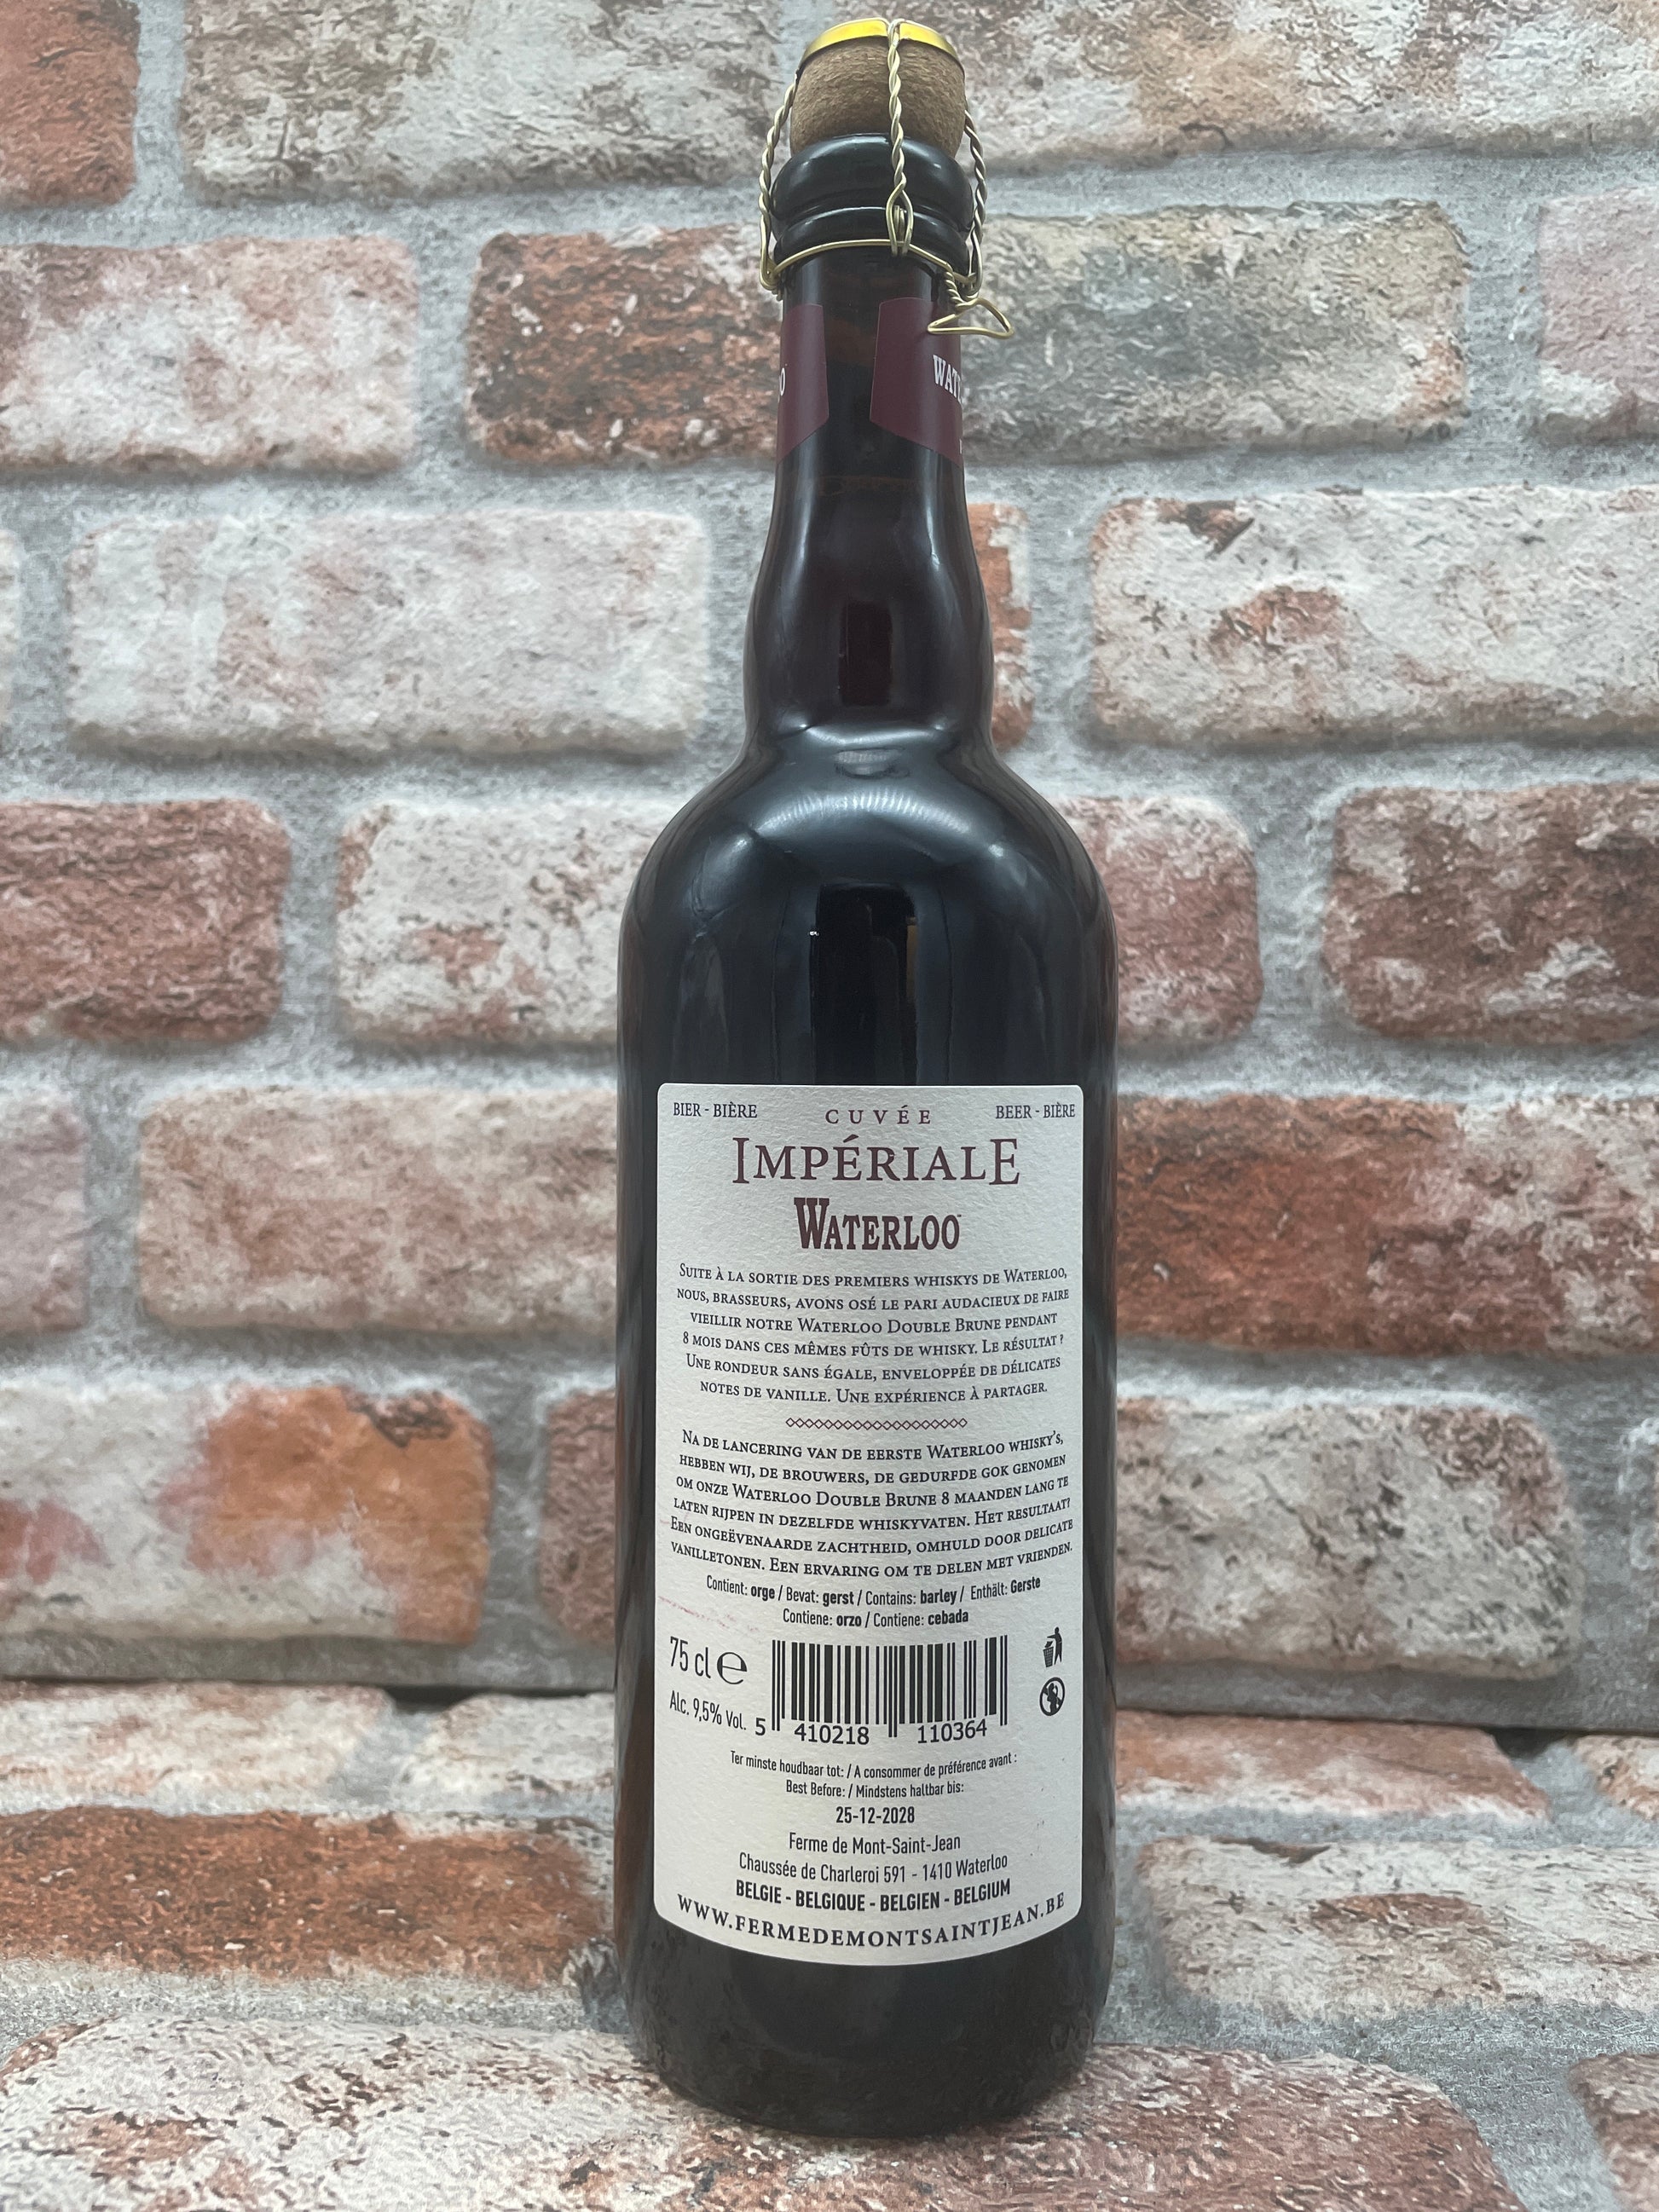 BIER - BIÈRE
CUVÉE
BEER - BIÈRE
IMPÉRIALE
WATERLOO
SUITE À LA SORTIE DES PREMIERS WHISKYS DE WATERLOO,
NOUS, BRASSEURS, AVONS OSÉ LE PARI AUDACIEUX DE FAIRE
VIEILLIR NOTRE WATERLOO DOUBLE BRUNE PENDANT
8 MOIS DANS CES MÊMES FÛTS DE WHISKY. LE RÉSULTAT ?
UNE RONDEUR SANS ÉGALE, ENVELOPPÉE DE DÉLICATES
NOTES DE VANILLE. UNE EXPÉRIENCE À PARTAGER.
NA DE LANCERING VAN DE EERSTE WATERLOO WHISKY'S,
HEBBEN WIJ, DE BROUWERS, DE GEDURFDE GOK GENOMEN
OM ONZE WATERLOO DOUBLE BRUNE 8 MAANDEN LANG TE
LATEN RIJPEN IN DEZELFDE WHISKYVATEN. HET RESULTAAT?
EEN ONGEËVENAARDE ZACHTHEID, OMHULD DOOR DELICATE
VANILLETONEN. EEN ERVARING OM TE DELEN MET VRIENDEN.
Contient: orge / Bevat: gerst / Contains: barley / Enthält: Gerste
Contiene: orzo / Contiene: cebada
75 cl e
Alc. 9,5% Vol.
5 410218 110364
Ter minste houdbaar tot: / A consommer de préférence avant :
Best Before: / Mindstens haltbar bis:
25-12-2028
Ferme de Mont-Saint-Jean
Chaussée de Charleroi 591 - 1410 Waterloo
BELGIE - BELGIQUE - BELGIEN - BELGIUM
WWW.FERMEDEMONTSAINTJEAN.BE